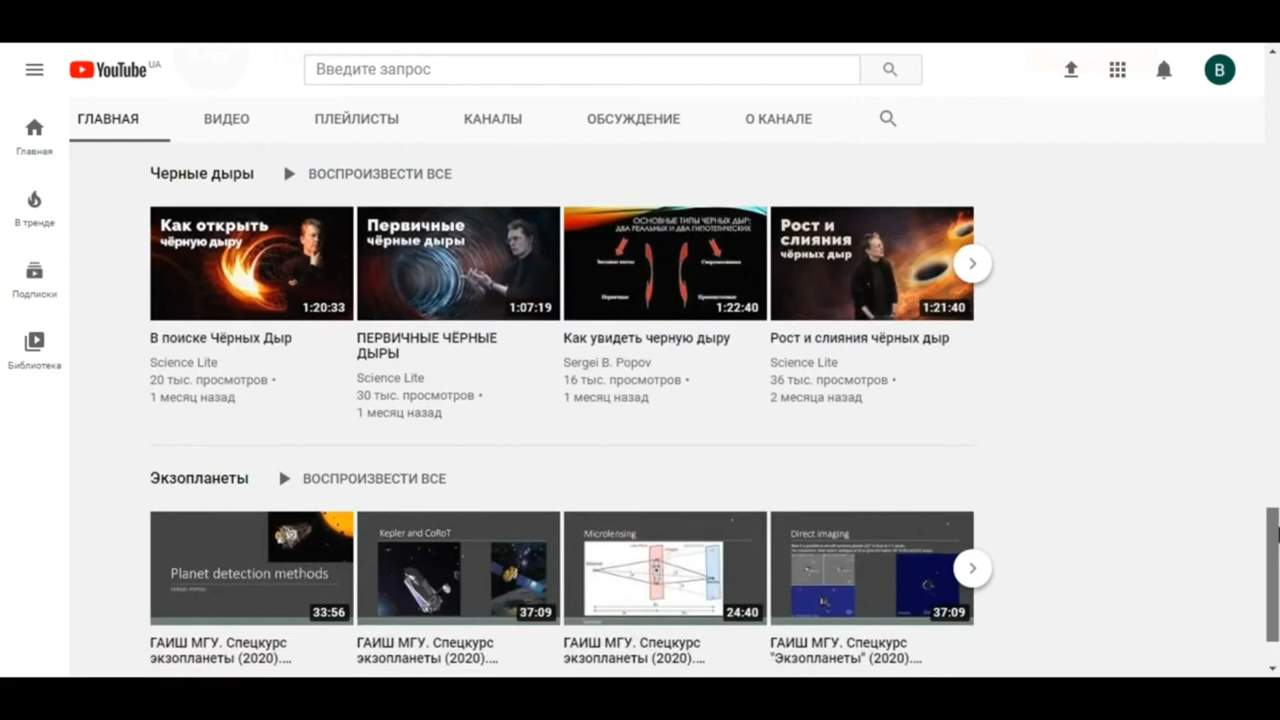 YouTube UA
Введите запрос
B
ГЛАВНАЯ ВИДЕО ПЛЕЙЛИСТЫ КАНАЛЫ ОБСУЖДЕНИЕ О КАНАЛЕ
Главная
В тренде
Подписки
Библиотека
Черные дыры ВОСПРОИЗВЕСТИ ВСЕ
Как открыть
чёрную дыру
1:20:33
Первичные
чёрные дыры
1:07:19
ОСНОВНЫЕ ТИПЫ ЧЕРНЫХ ДЫР:
ДВА РЕАЛЬНЫХ И ДВА ГИПОТЕТИЧЕСКИХ
1:22:40
Рост и
слияния
чёрных дыр
1:21:40
В поиске Чёрных Дыр
Science Lite
20 тыс. просмотров •
1 месяц назад
ПЕРВИЧНЫЕ ЧЁРНЫЕ
ДЫРЫ
Science Lite
30 тыс. просмотров •
1 месяц назад
Как увидеть черную дыру
Sergei B. Popov
16 тыс. просмотров •
1 месяц назад
Рост и слияния чёрных дыр
Science Lite
36 тыс. просмотров •
2 месяца назад
Экзопланеты ВОСПРОИЗВЕСТИ ВСЕ
Planet detection methods
33:56
Kepler and CoRoT
37:09
Microlensing
24:40
Direct imaging
37:09
ГАИШ МГУ. Спецкурс
экзопланеты (2020)....
ГАИШ МГУ. Спецкурс
экзопланеты (2020)....
ГАИШ МГУ. Спецкурс
экзопланеты (2020)....
ГАИШ МГУ. Спецкурс
"Экзопланеты" (2020)....